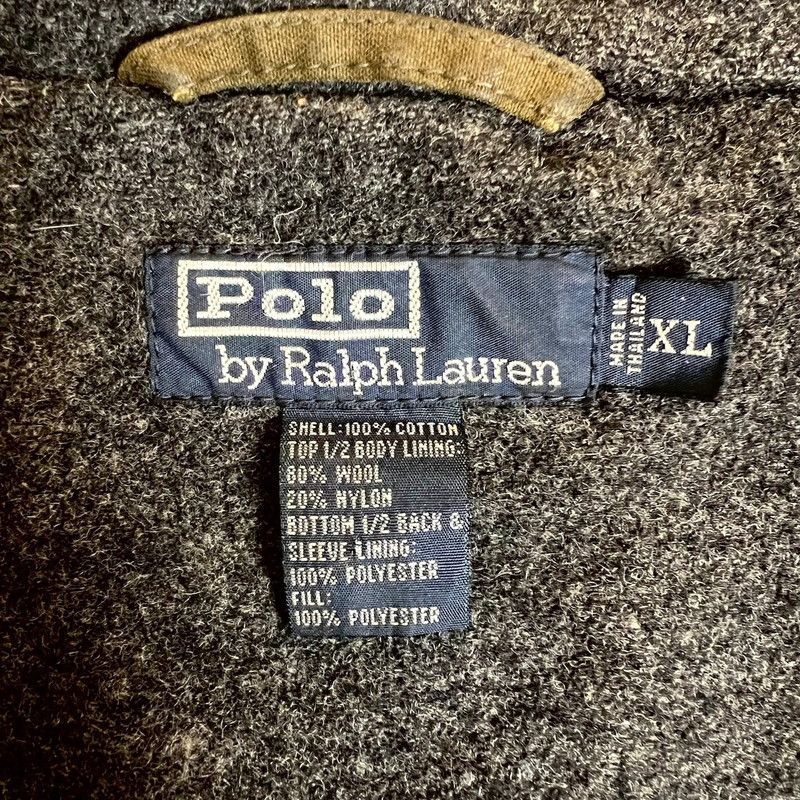 Polo
by Ralph Lauren
MADE IN
THAILAND
XL
SHELL:100% COTTON
TOP 1/2 BODY LINING:
80% WOOL
20% NYLON
BOTTOM 1/2 BACK &
SLEEVE LINING:
100% POLYESTER
FILL:
100% POLYESTER